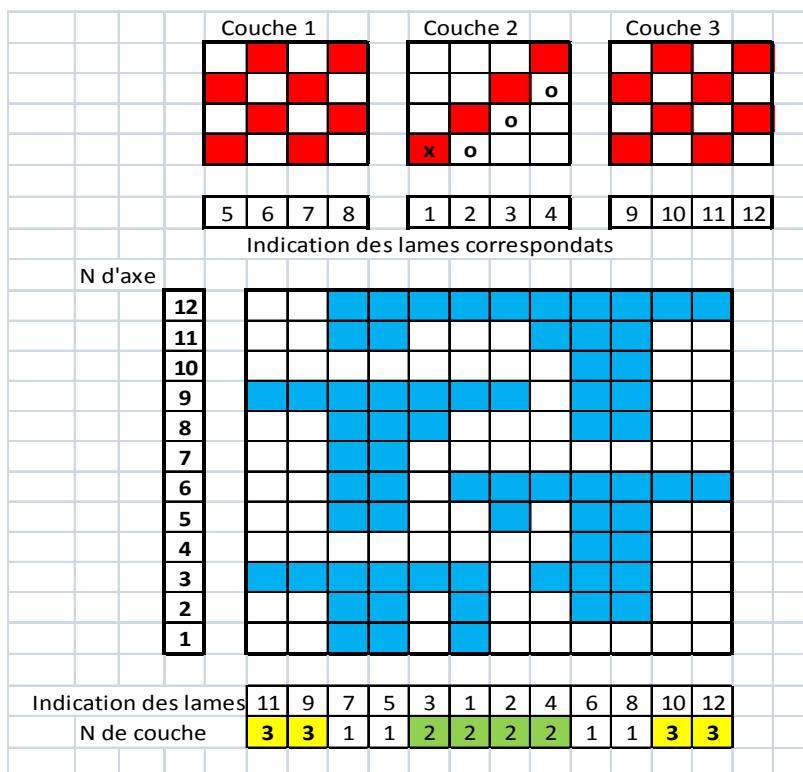 Couche 1 Couche 2 Couche 3
o
o
x o
5 6 7 8 1 2 3 4 9 10 11 12
Indication des lames correspondats
N d'axe
12
11
10
9
8
7
6
5
4
3
2
1
Indication des lames 11 9 7 5 3 1 2 4 6 8 10 12
N de couche 3 3 1 1 2 2 2 2 1 1 3 3